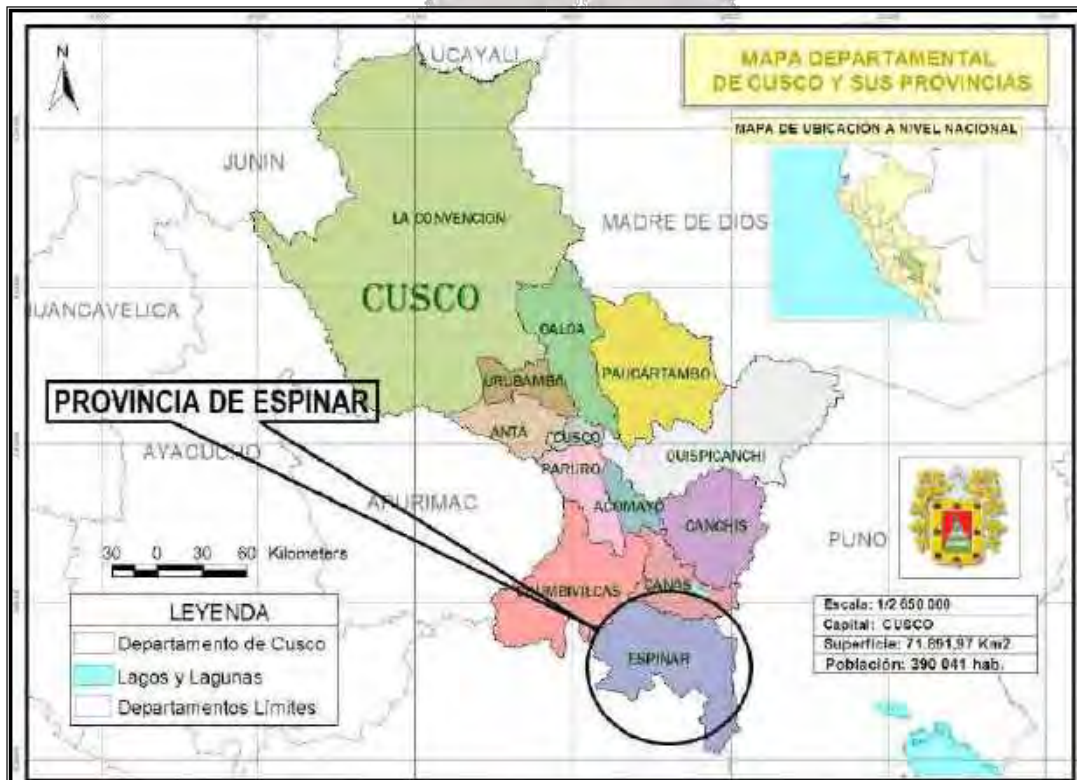 N
UCAYALI
MAPA DEPARTAMENTAL
DE CUSCO Y SUS PROVINCIAS
MAPA DE UBICACIÓN A NIVEL NACIONAL
JUNIN
LA CONVENCION
MADRE DE DIOS
CUSCO
HUANCAVELICA
CALCA
URUBAMBA
PAUCARTAMBO
PROVINCIA DE ESPINAR
ANTA
CUSCO
AYACUCHO
QUISPICANCHI
PARURO
APURIMAC
ACOMAYO
CANCHIS
PUNO
30 0 30 60 Kilometers
CHUMBIVILCAS
CANAS
LEYENDA
Departamento de Cusco
Lagos y Lagunas
Departamentos Límites
ESPINAR
Escala: 1/2 650 000
Capital: CUSCO
Superficie: 71.891,97 Km2
Población: 390 041 hab.